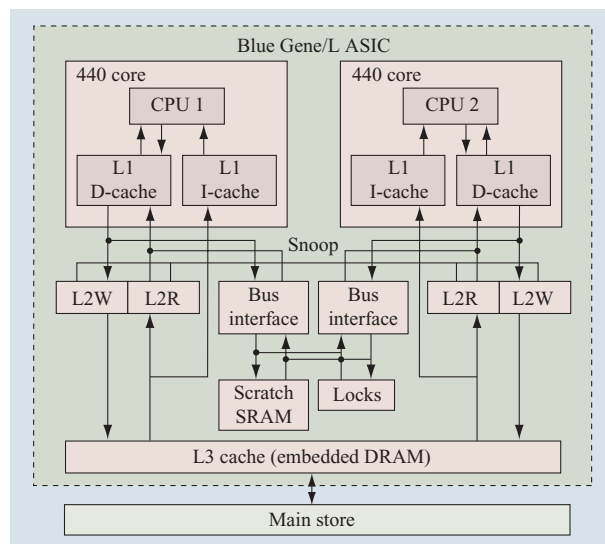 Blue Gene/L ASIC
440 core
CPU 1
L1
D-cache
L1
I-cache
440 core
CPU 2
L1
I-cache
L1
D-cache
Snoop
L2W
L2R
Bus
interface
Bus
interface
L2R
L2W
Scratch
SRAM
Locks
L3 cache (embedded DRAM)
Main store